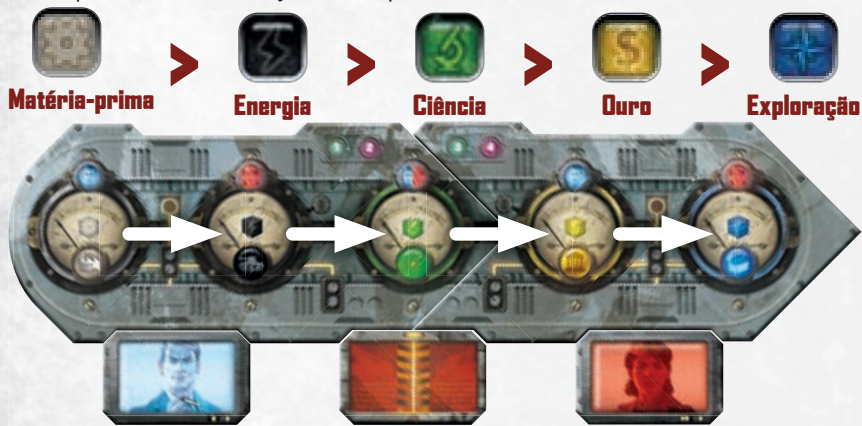 Matéria-prima
Energia
Ciência
Ouro
Exploração